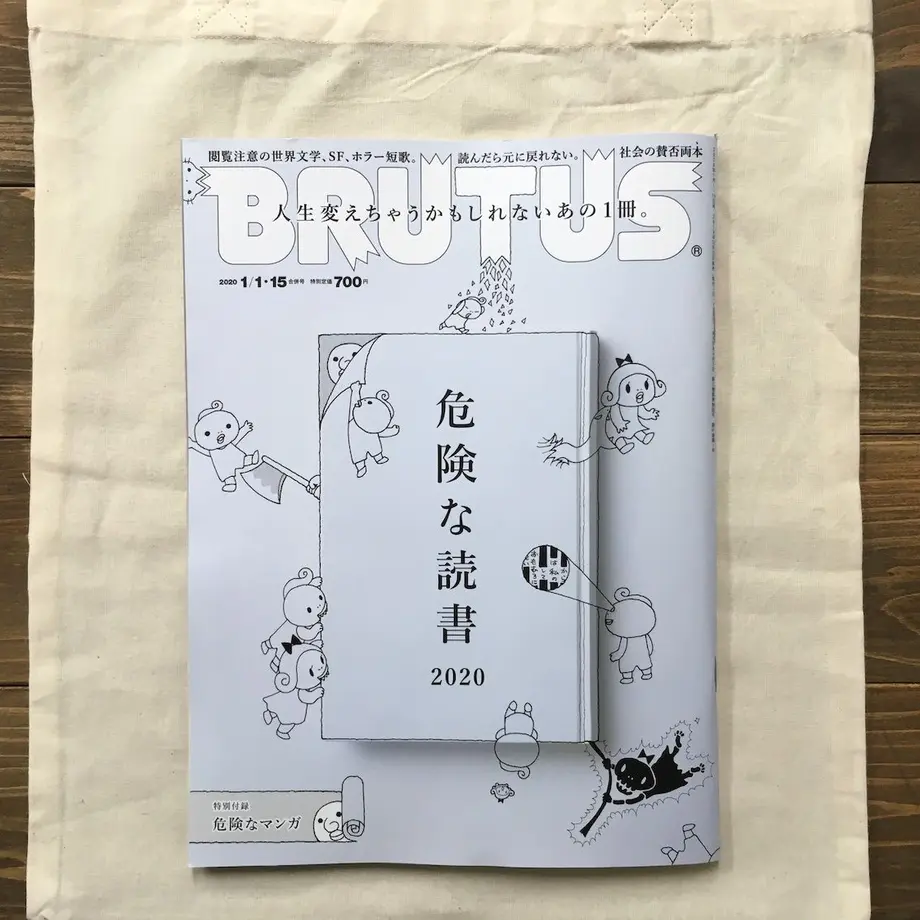 閲覧注意の世界文学、SF、ホラー短歌。 読んだら元に戻れない。 社会の賛否両本
BRUTUS®
人生変えちゃうかもしれないあの1冊。
2020 1/1・15 合併号 特別定価700円
危険な読書
2020
特別付録
危険なマンガ